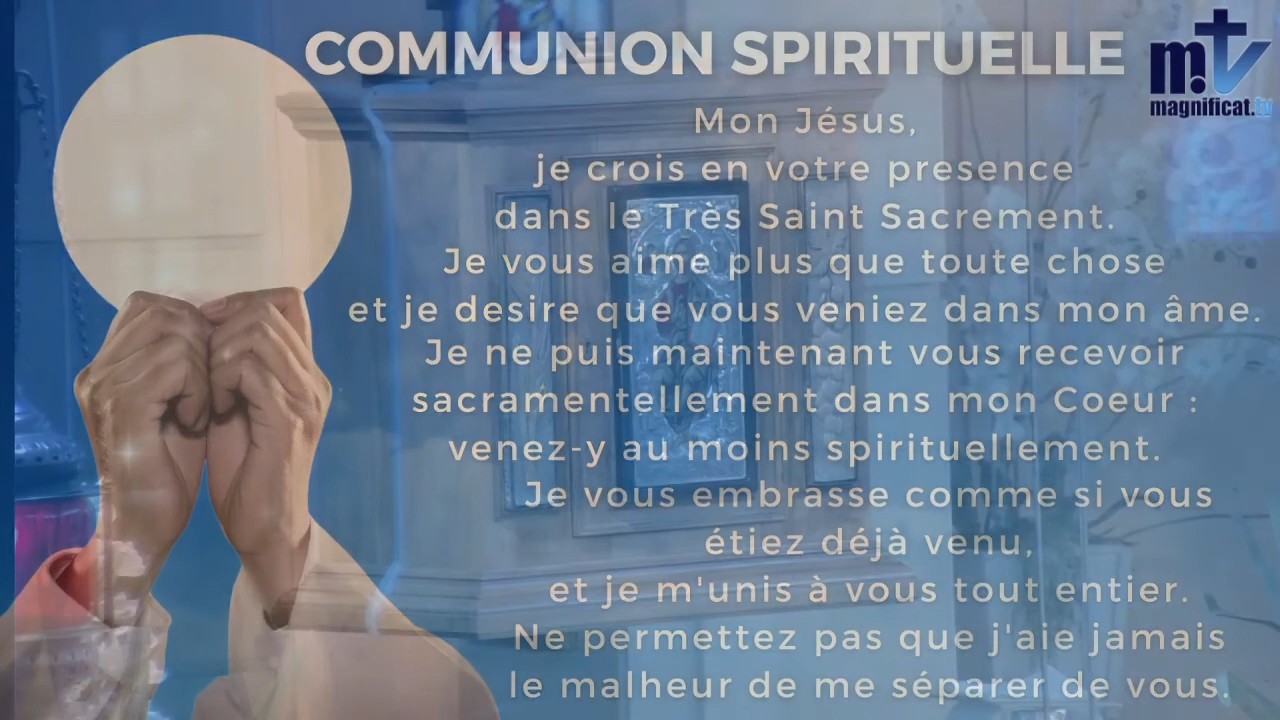 COMMUNION SPIRITUELLE
mtv
magnificat.tv
Mon Jésus,
je crois en votre presence
dans le Très Saint Sacrement.
Je vous aime plus que toute chose
et je desire que vous veniez dans mon âme.
Je ne puis maintenant vous recevoir
sacramentellement dans mon Coeur :
venez-y au moins spirituellement.
Je vous embrasse comme si vous
étiez déjà venu,
et je m'unis à vous tout entier.
Ne permettez pas que j'aie jamais
le malheur de me séparer de vous.